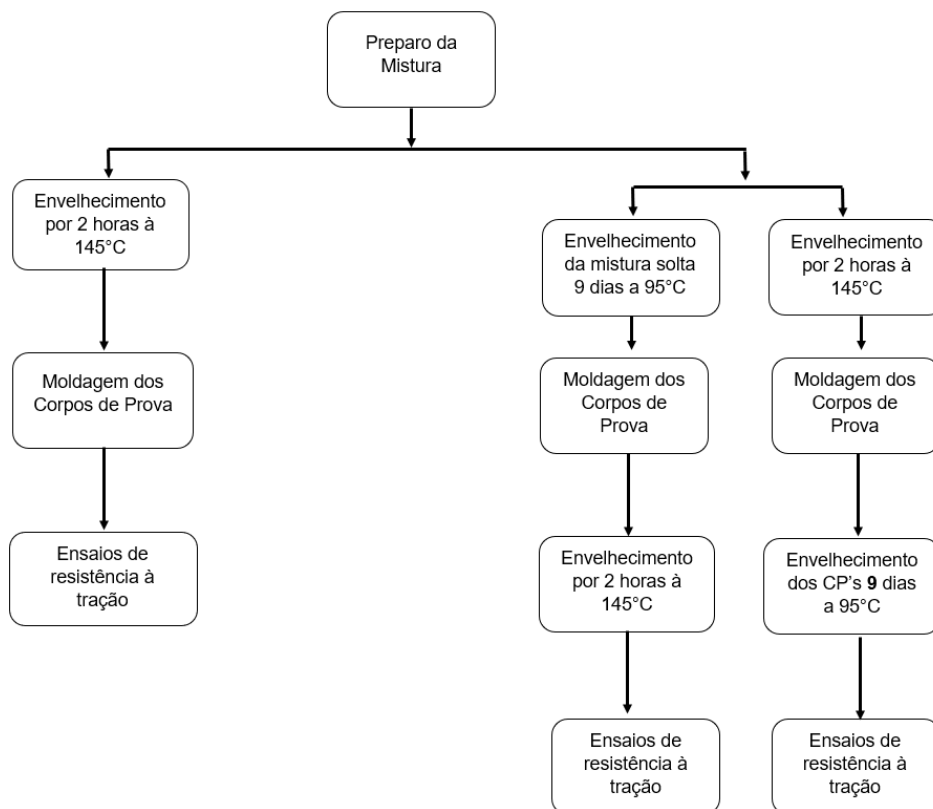 Preparo da
Mistura
Envelhecimento
por 2 horas à
145°C
Moldagem dos
Corpos de Prova
Ensaios de
resistência à
tração
Envelhecimento
da mistura solta
9 dias a 95°C
Moldagem dos
Corpos de
Prova
Envelhecimento
por 2 horas à
145°C
Ensaios de
resistência à
tração
Envelhecimento
por 2 horas à
145°C
Moldagem dos
Corpos de
Prova
Envelhecimento
dos CP's 9 dias
a 95°C
Ensaios de
resistência à
tração